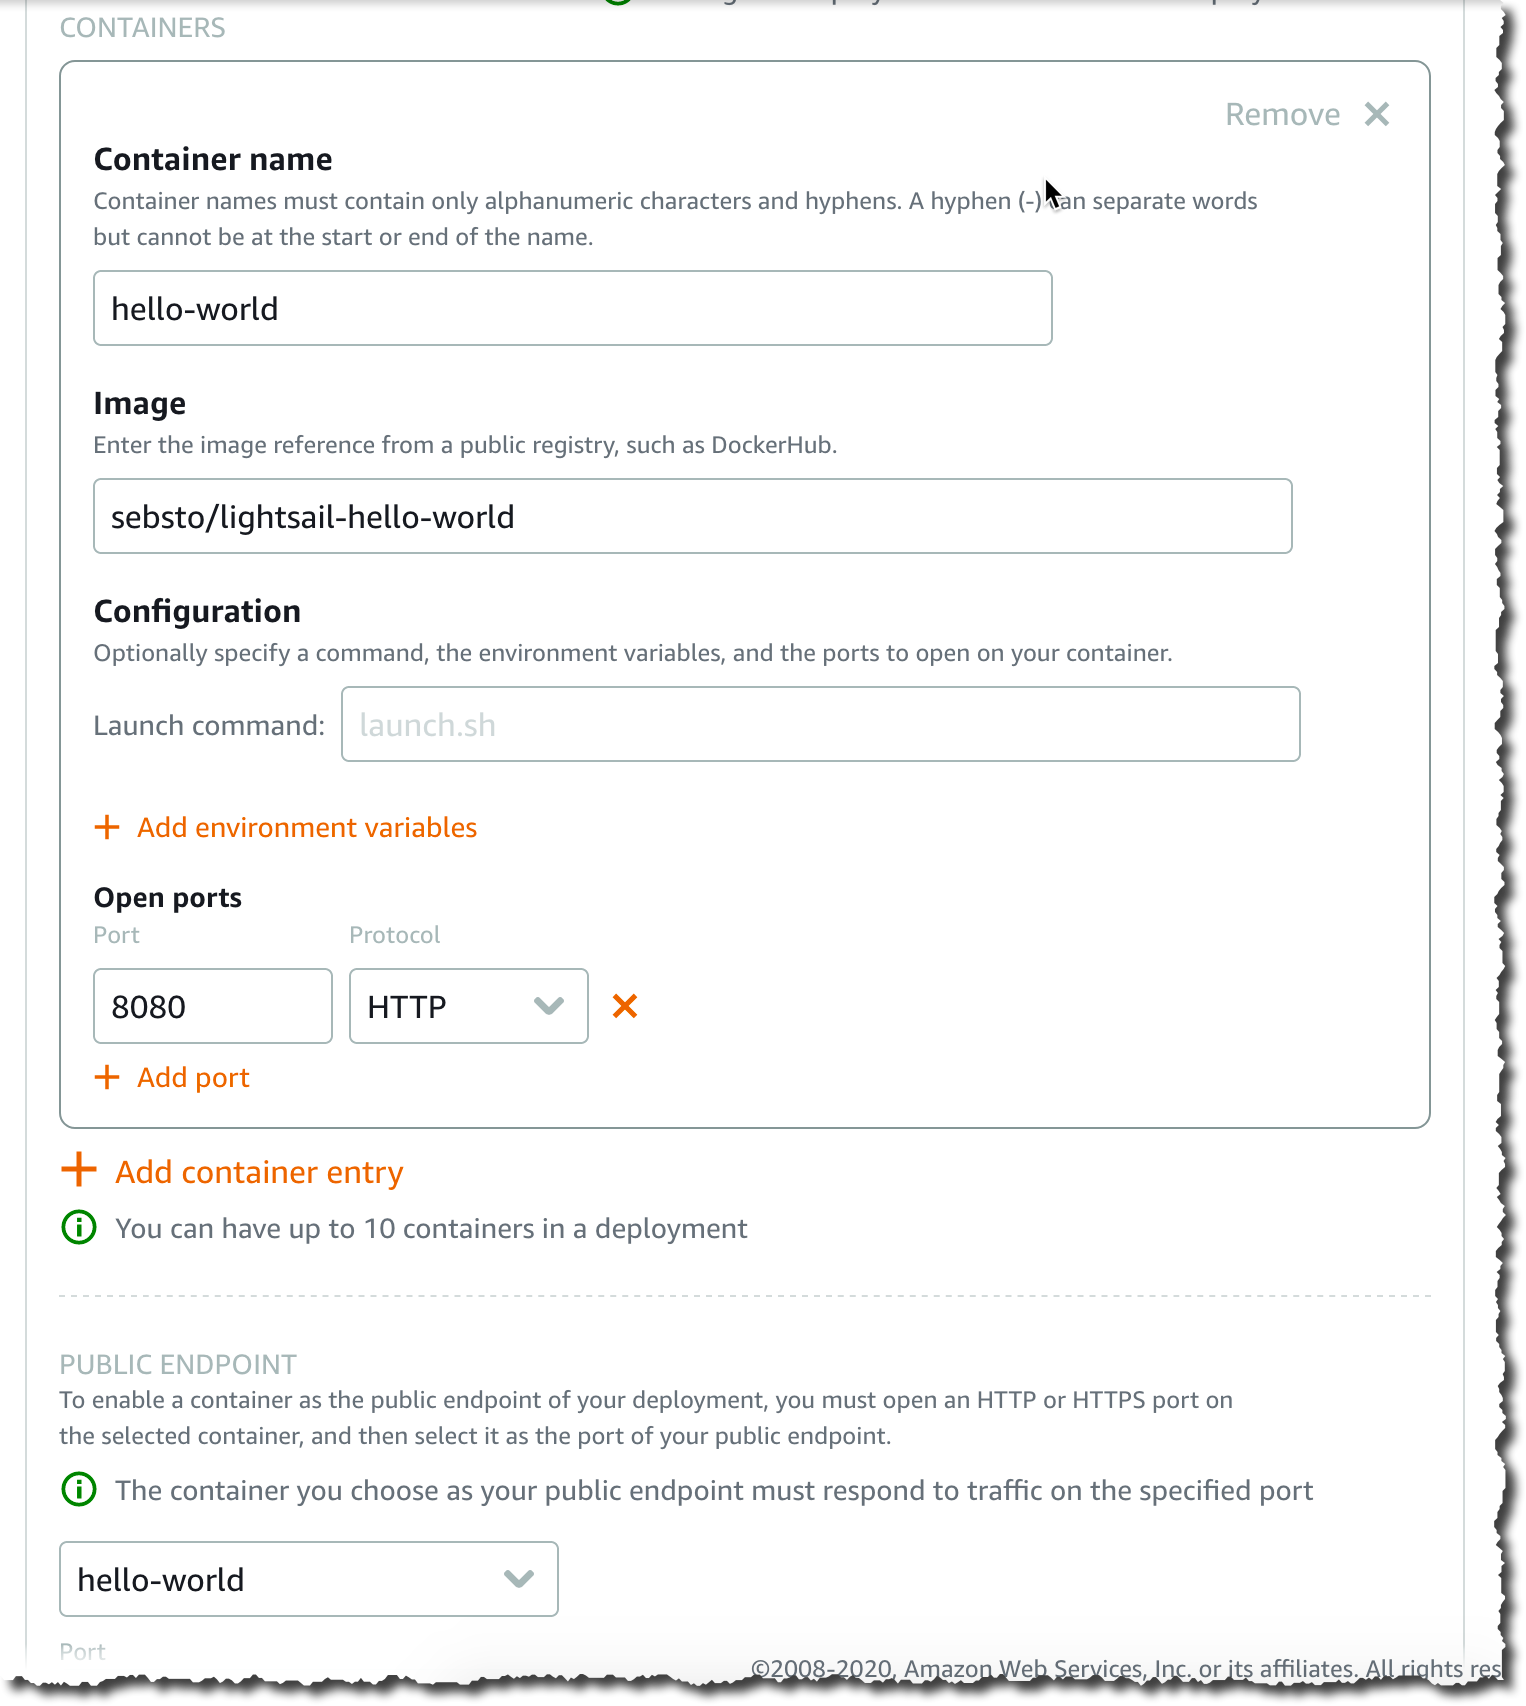 CONTAINERS
Remove
Container name
Container names must contain only alphanumeric characters and hyphens. A hyphen (-) can separate words
but cannot be at the start or end of the name.
hello-world
Image
Enter the image reference from a public registry, such as DockerHub.
sebsto/lightsail-hello-world
Configuration
Optionally specify a command, the environment variables, and the ports to open on your container.
Launch command: launch.sh
Add environment variables
Open ports
Port Protocol
8080 HTTP
Add port
Add container entry
You can have up to 10 containers in a deployment
PUBLIC ENDPOINT
To enable a container as the public endpoint of your deployment, you must open an HTTP or HTTPS port on
the selected container, and then select it as the port of your public endpoint.
The container you choose as your public endpoint must respond to traffic on the specified port
hello-world
Port
©2008-2020, Amazon Web Services, Inc. or its affiliates. All rights res